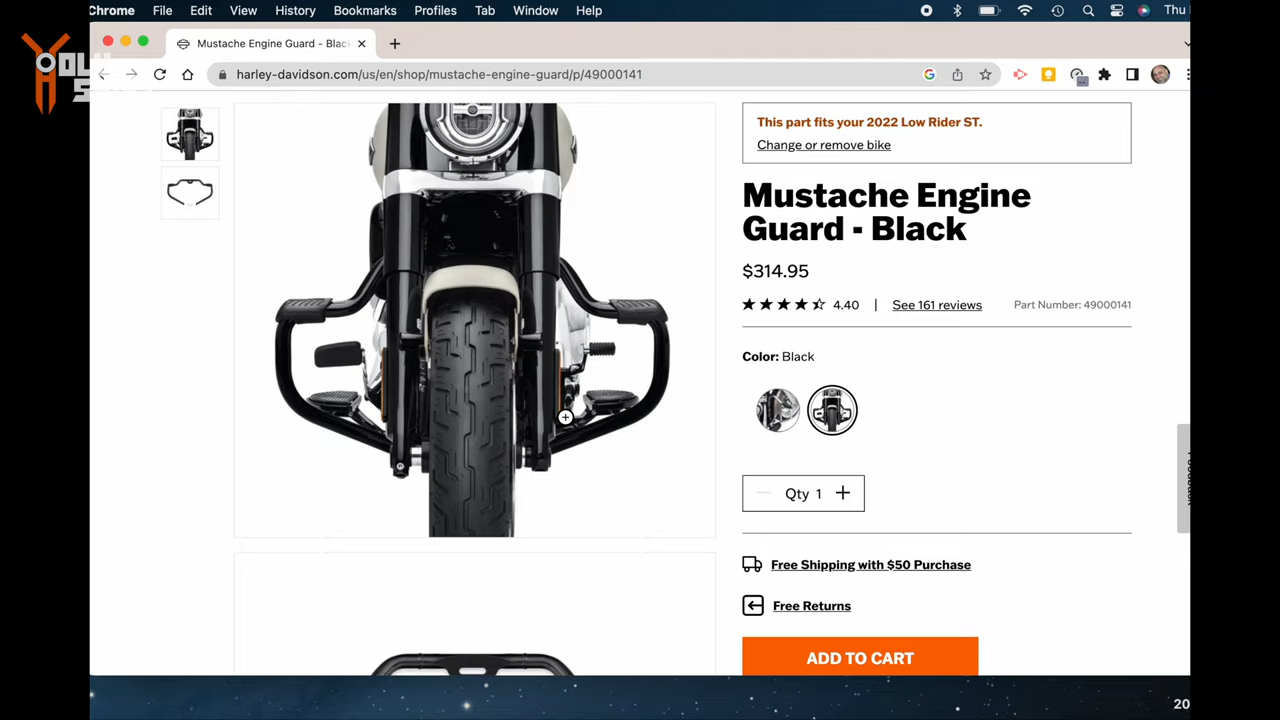 Chrome File Edit View History Bookmarks Profiles Tab Window Help Thu
Mustache Engine Guard - Blac
harley-davidson.com/us/en/shop/mustache-engine-guard/p/49000141
This part fits your 2022 Low Rider ST.
Change or remove bike
Mustache Engine
Guard - Black
$314.95
4.40 | See 161 reviews Part Number: 49000141
Color: Black
Qty 1
Free Shipping with $50 Purchase
Free Returns
ADD TO CART
20